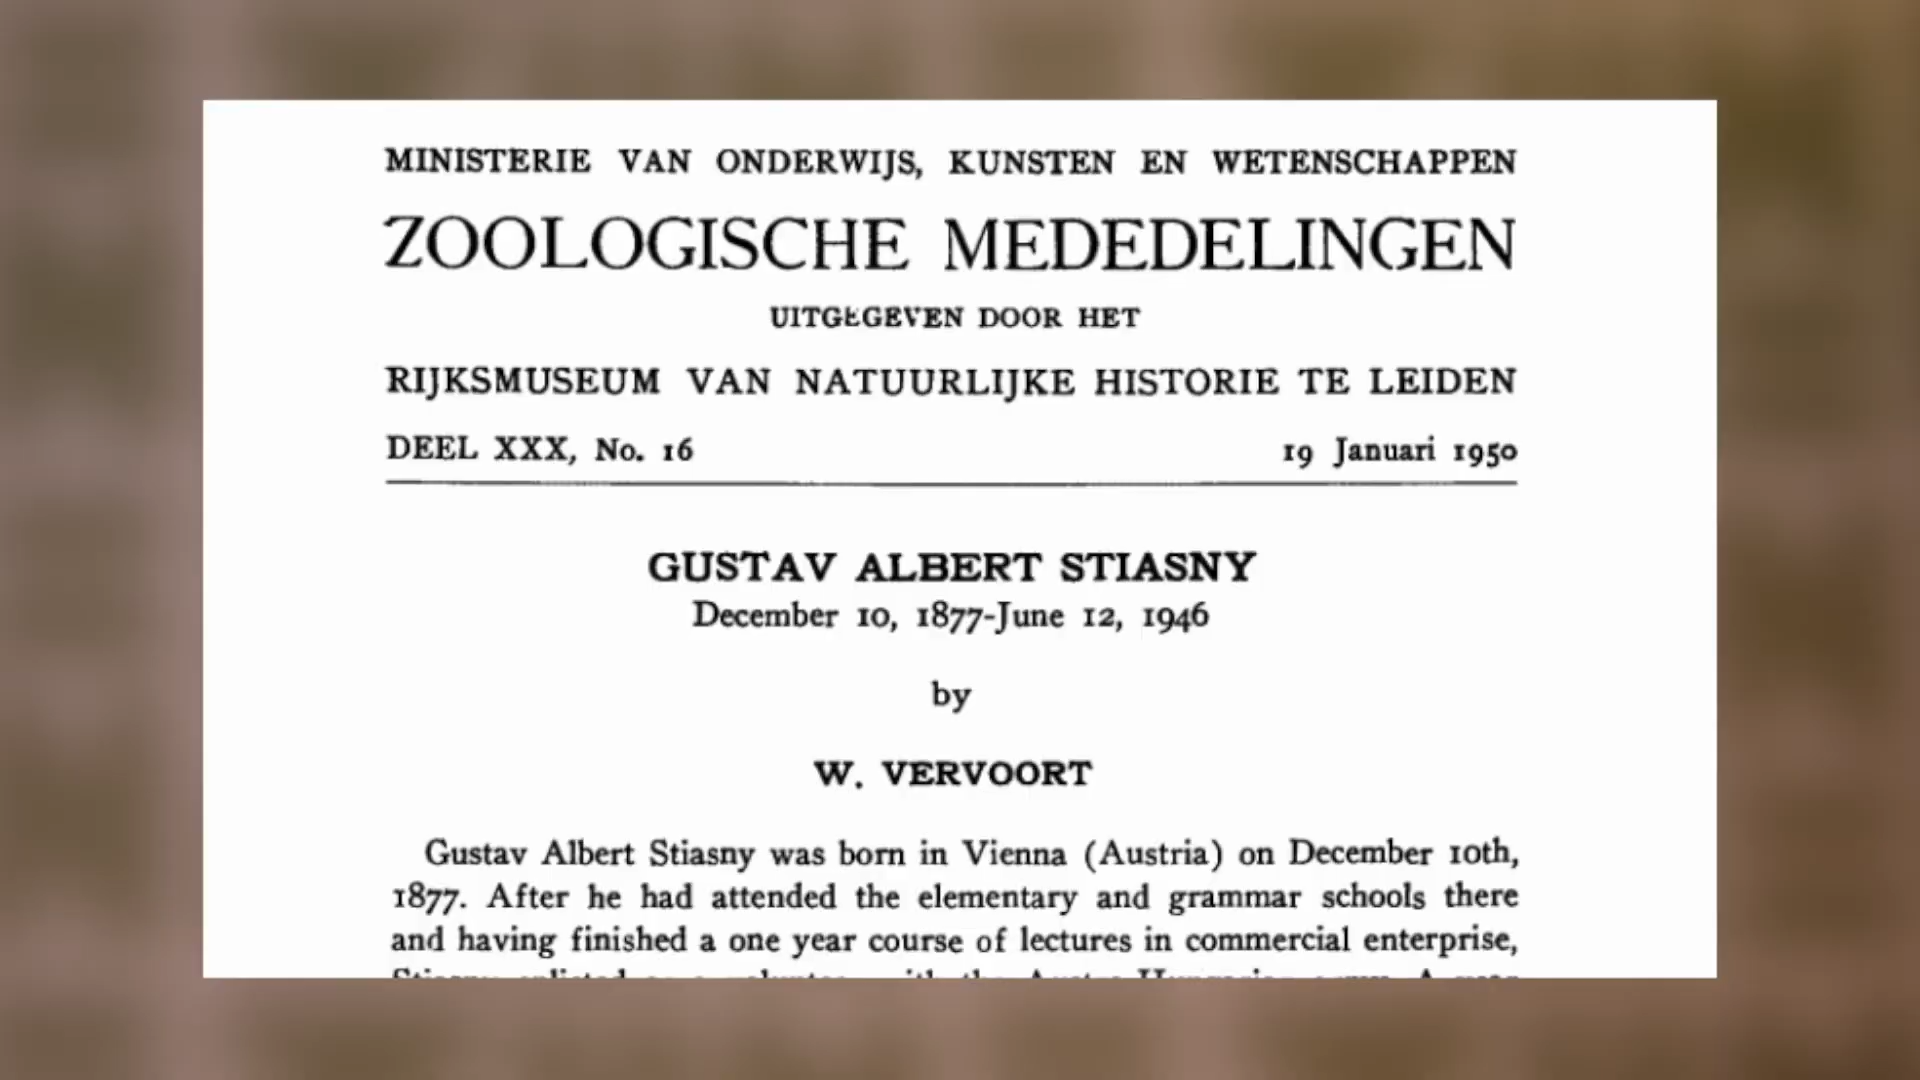 MINISTERIE VAN ONDERWIJS, KUNSTEN EN WETENSCHAPPEN
ZOOLOGISCHE MEDEDELINGEN
UITGEGEVEN DOOR HET
RIJKSMUSEUM VAN NATUURLIJKE HISTORIE TE LEIDEN
DEEL XXX, No. 16 19 Januari 1950
GUSTAV ALBERT STIASNY
December 10, 1877-June 12, 1946
by
W. VERVOORT
Gustav Albert Stiasny was born in Vienna (Austria) on December 10th,
1877. After he had attended the elementary and grammar schools there
and having finished a one year course of lectures in commercial enterprise,